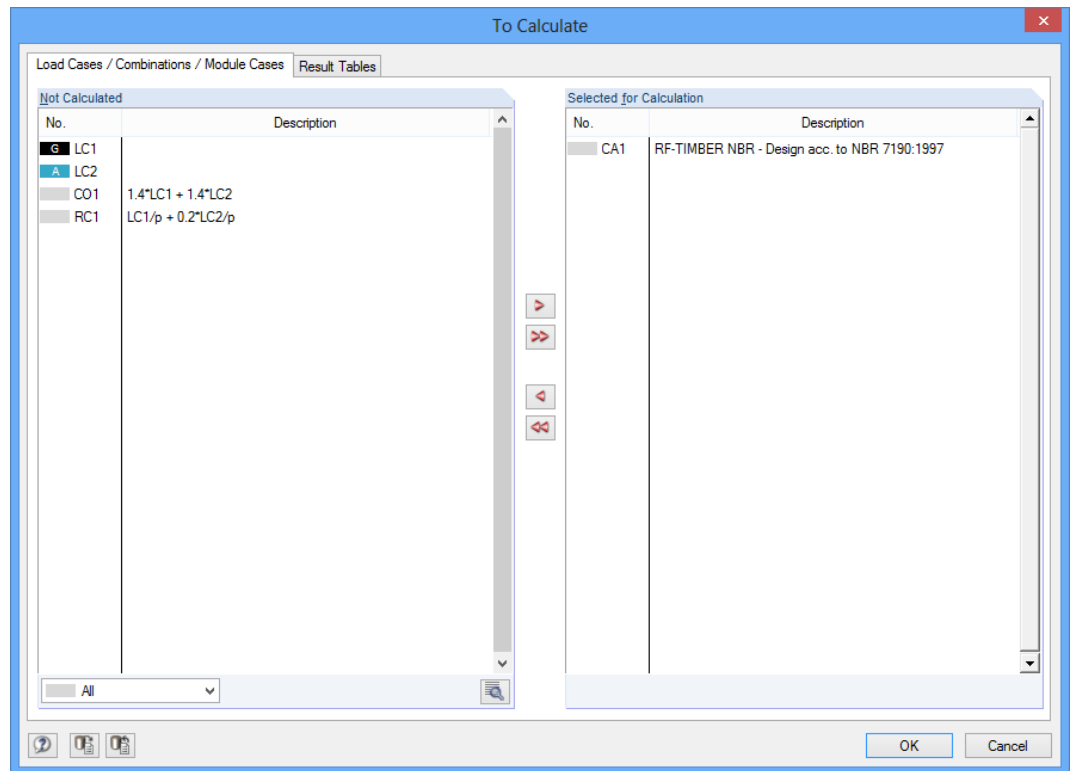 To Calculate
Load Cases / Combinations / Module Cases Result Tables
Not Calculated
No. Description
G LC1
A LC2
CO1 1.4*LC1 + 1.4*LC2
RC1 LC1/p + 0.2*LC2/p
All
Selected for Calculation
No. Description
CA1 RF-TIMBER NBR - Design acc. to NBR 7190:1997
OK Cancel